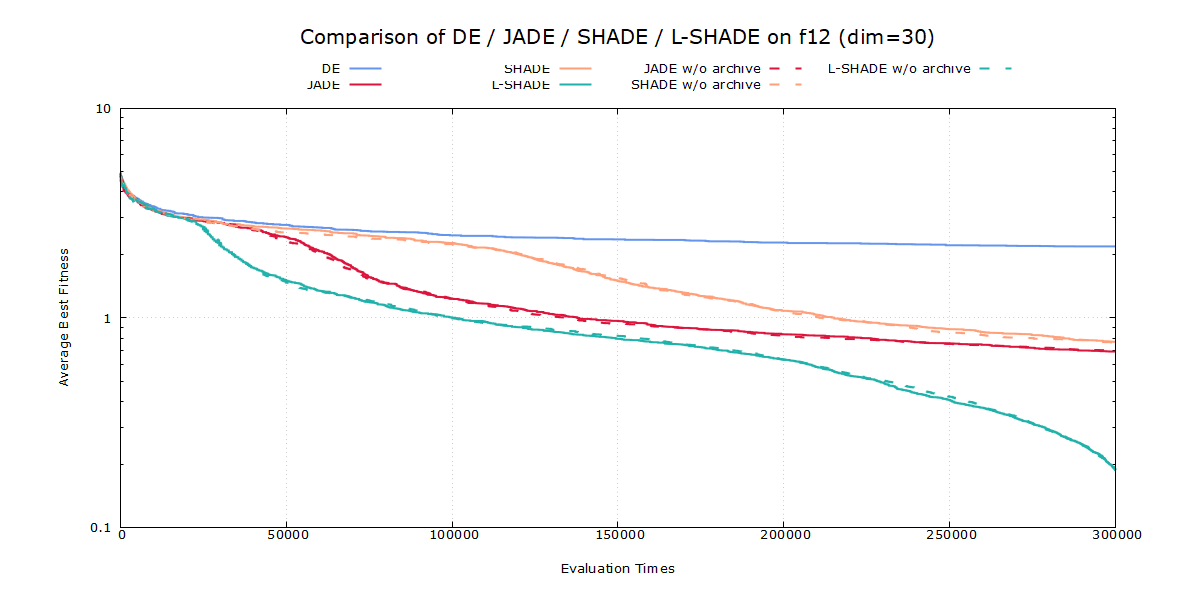 Comparison of DE / JADE / SHADE / L-SHADE on f12 (dim=30)
DE SHADE JADE w/o archive L-SHADE w/o archive
JADE L-SHADE SHADE w/o archive
10
1
0.1
Average Best Fitness
0 50000 100000 150000 200000 250000 300000
Evaluation Times